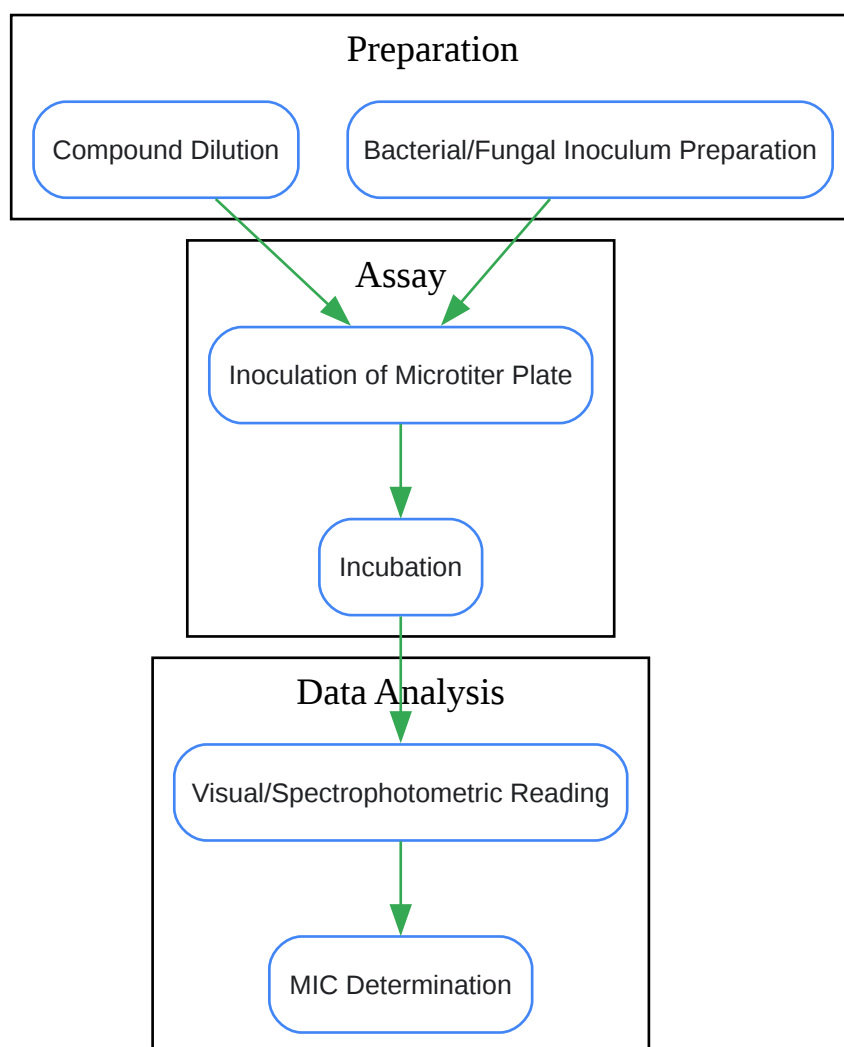 Preparation
Compound Dilution
Bacterial/Fungal Inoculum Preparation
Assay
Inoculation of Microtiter Plate
Incubation
Data Analysis
Visual/Spectrophotometric Reading
MIC Determination